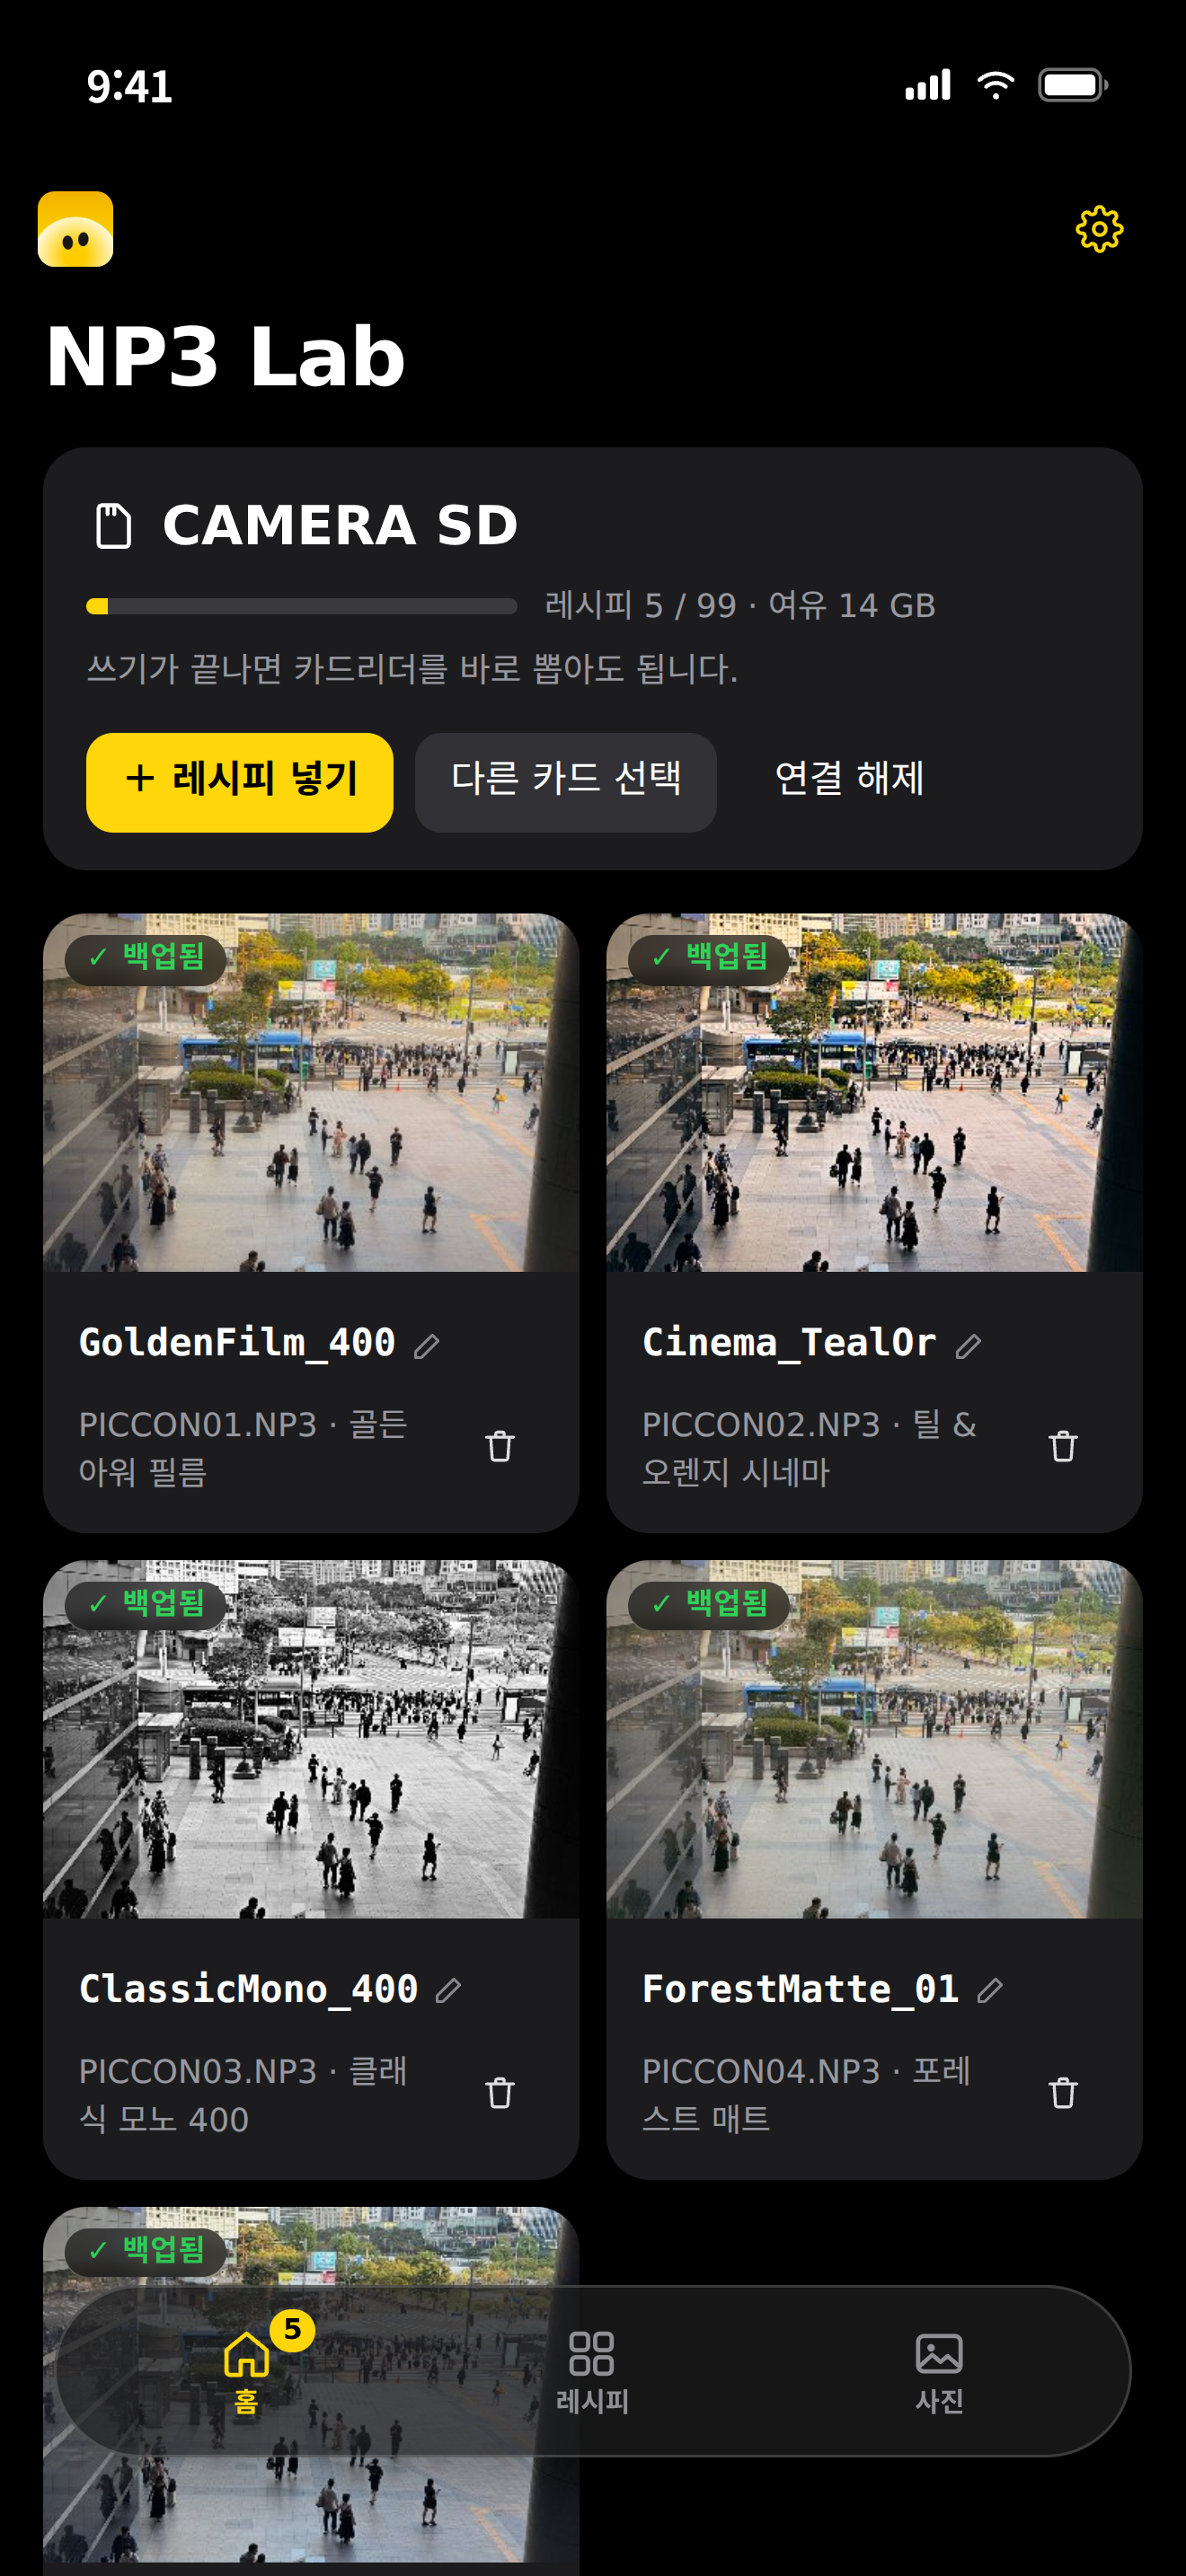 9:41
NP3 Lab
CAMERA SD
레시피 5 / 99 · 여유 14 GB
쓰기가 끝나면 카드리더를 바로 뽑아도 됩니다.
+ 레시피 넣기 다른 카드 선택 연결 해제
✓ 백업됨
GoldenFilm_400
PICCON01.NP3 · 골든
아워 필름
✓ 백업됨
Cinema_TealOr
PICCON02.NP3 · 틸 &
오렌지 시네마
✓ 백업됨
ClassicMono_400
PICCON03.NP3 · 클래
식 모노 400
✓ 백업됨
ForestMatte_01
PICCON04.NP3 · 포레
스트 매트
✓ 백업됨
5
홈 레시피 사진